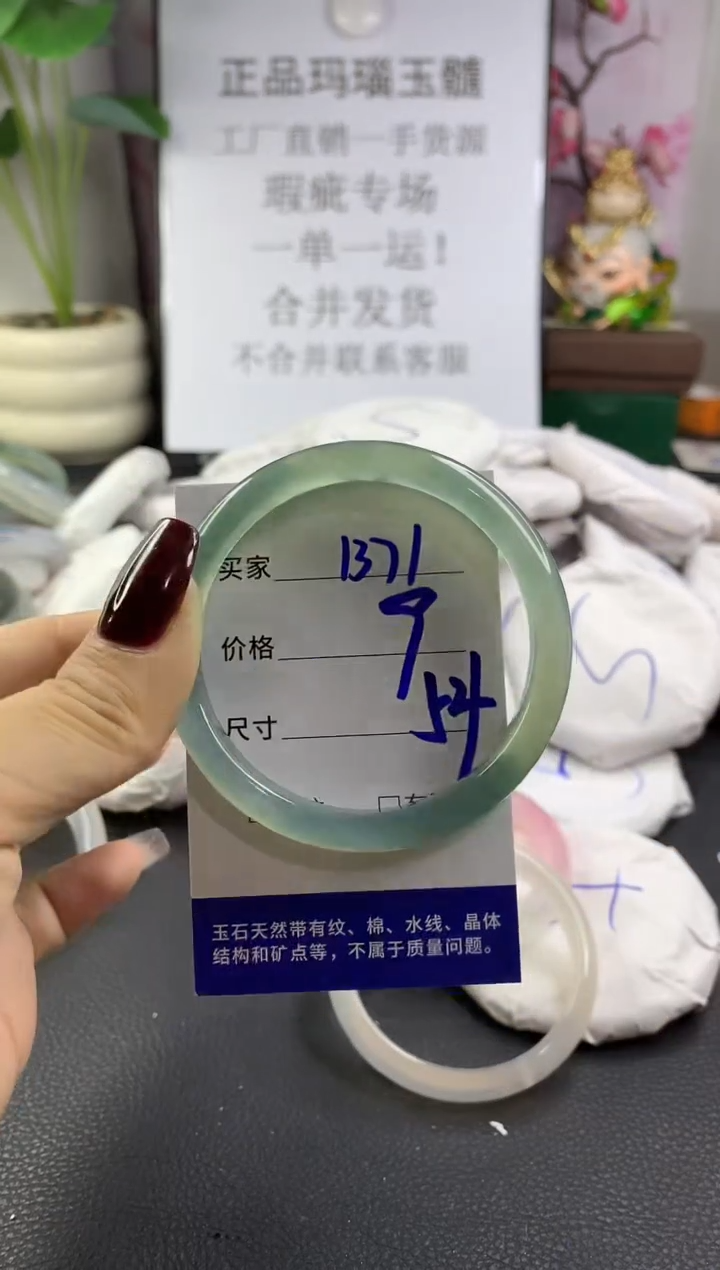 正品玛瑙玉髓
工厂直销一手货源
瑕疵专场
一单一运！
合并发货
不合并联系客服
买家 1371
价格 9
尺寸 54
玉石天然带有纹、棉、水线、晶体
结构和矿点等，不属于质量问题。